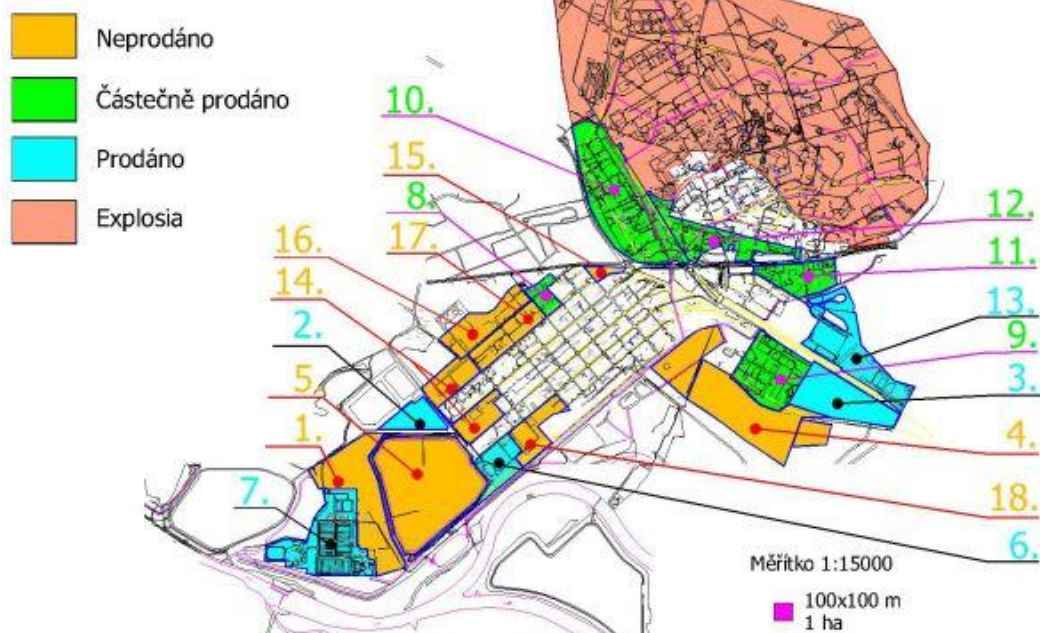 Neprodáno
Částečně prodáno
Prodáno
Explosia
10.
15.
8.
17.
16.
14.
2.
5.
1.
7.
12.
11.
13.
9.
3.
4.
18.
6.
Měřítko 1:15000
100x100 m
1 ha